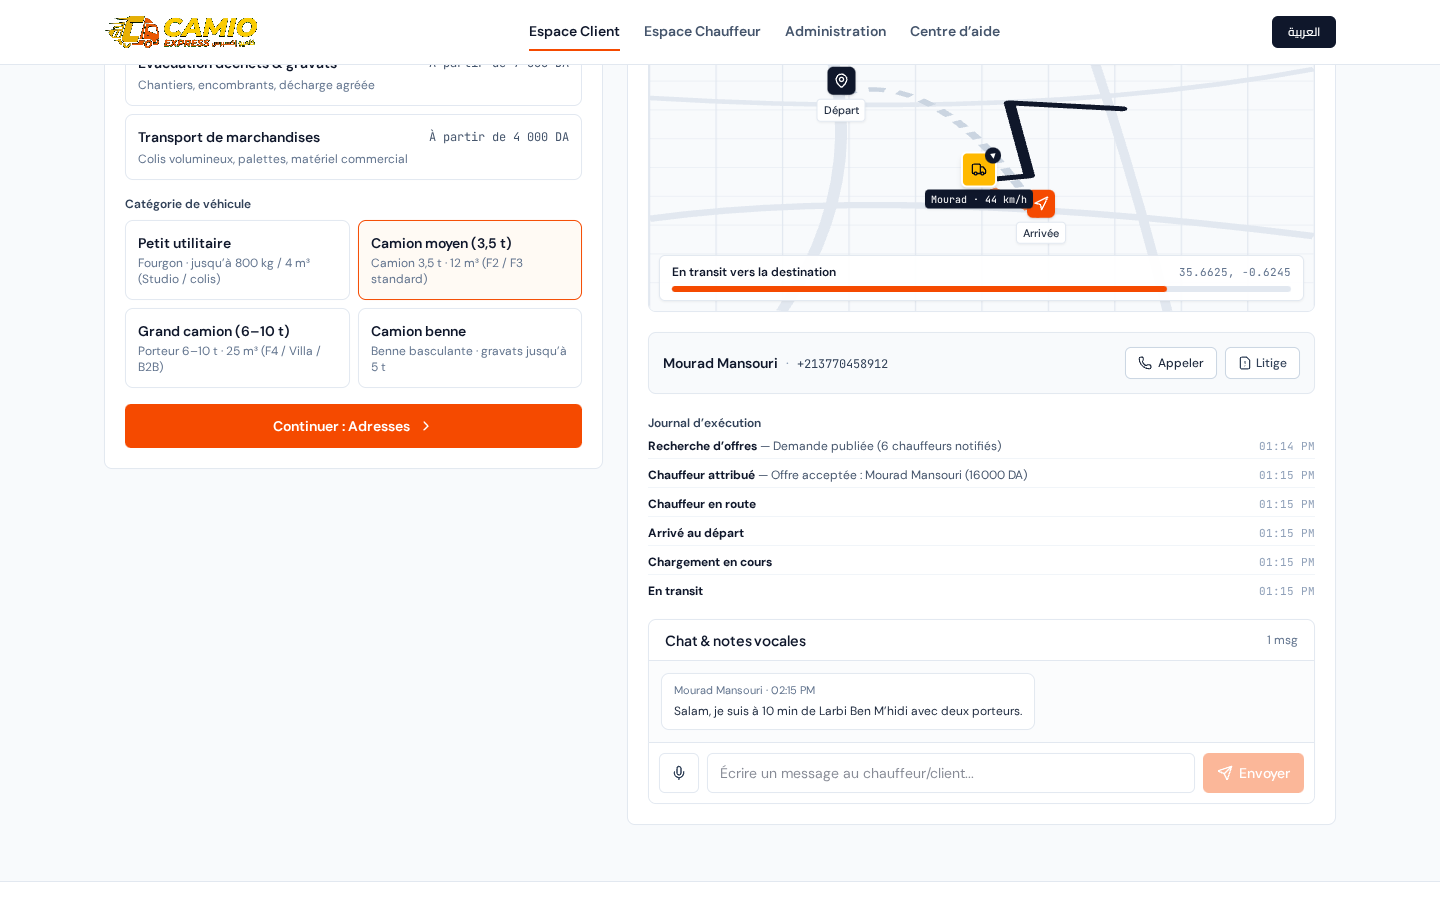 CAMIO
EXPRESS
Espace Client
Espace Chauffeur
Administration
Centre d’aide
العربية
Évacuation déchets & gravats
À partir de 7 000 DA
Chantiers, encombrants, décharge agréée
Transport de marchandises
À partir de 4 000 DA
Colis volumineux, palettes, matériel commercial
Catégorie de véhicule
Petit utilitaire
Fourgon · jusqu’à 800 kg / 4 m³
(Studio / colis)
Camion moyen (3,5 t)
Camion 3,5 t · 12 m³ (F2 / F3
standard)
Grand camion (6–10 t)
Porteur 6–10 t · 25 m³ (F4 / Villa /
B2B)
Camion benne
Benne basculante · gravats jusqu’à
5 t
Continuer : Adresses
Départ
Mourad · 44 km/h
Arrivée
En transit vers la destination
35.6625, -0.6245
Mourad Mansouri · +213770458912
Appeler
Litige
Journal d’exécution
Recherche d’offres — Demande publiée (6 chauffeurs notifiés)
01:14 PM
Chauffeur attribué — Offre acceptée : Mourad Mansouri (16000 DA)
01:15 PM
Chauffeur en route
01:15 PM
Arrivé au départ
01:15 PM
Chargement en cours
01:15 PM
En transit
01:15 PM
Chat & notes vocales
1 msg
Mourad Mansouri · 02:15 PM
Salam, je suis à 10 min de Larbi Ben M’hidi avec deux porteurs.
Écrire un message au chauffeur/client...
Envoyer